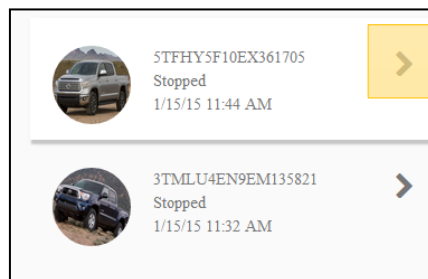 5TFHY5F10EX361705
Stopped
1/15/15 11:44 AM
3TMLU4EN9EM135821
Stopped
1/15/15 11:32 AM